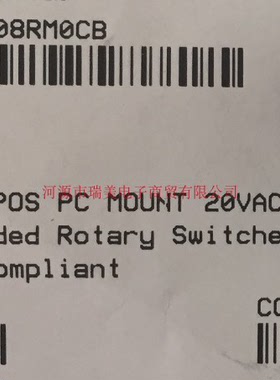 08RM0CB
河源市瑞美电子商贸有限公司
POS PC MOUNT 20VAC
ded Rotary Switche
ompliant
CO